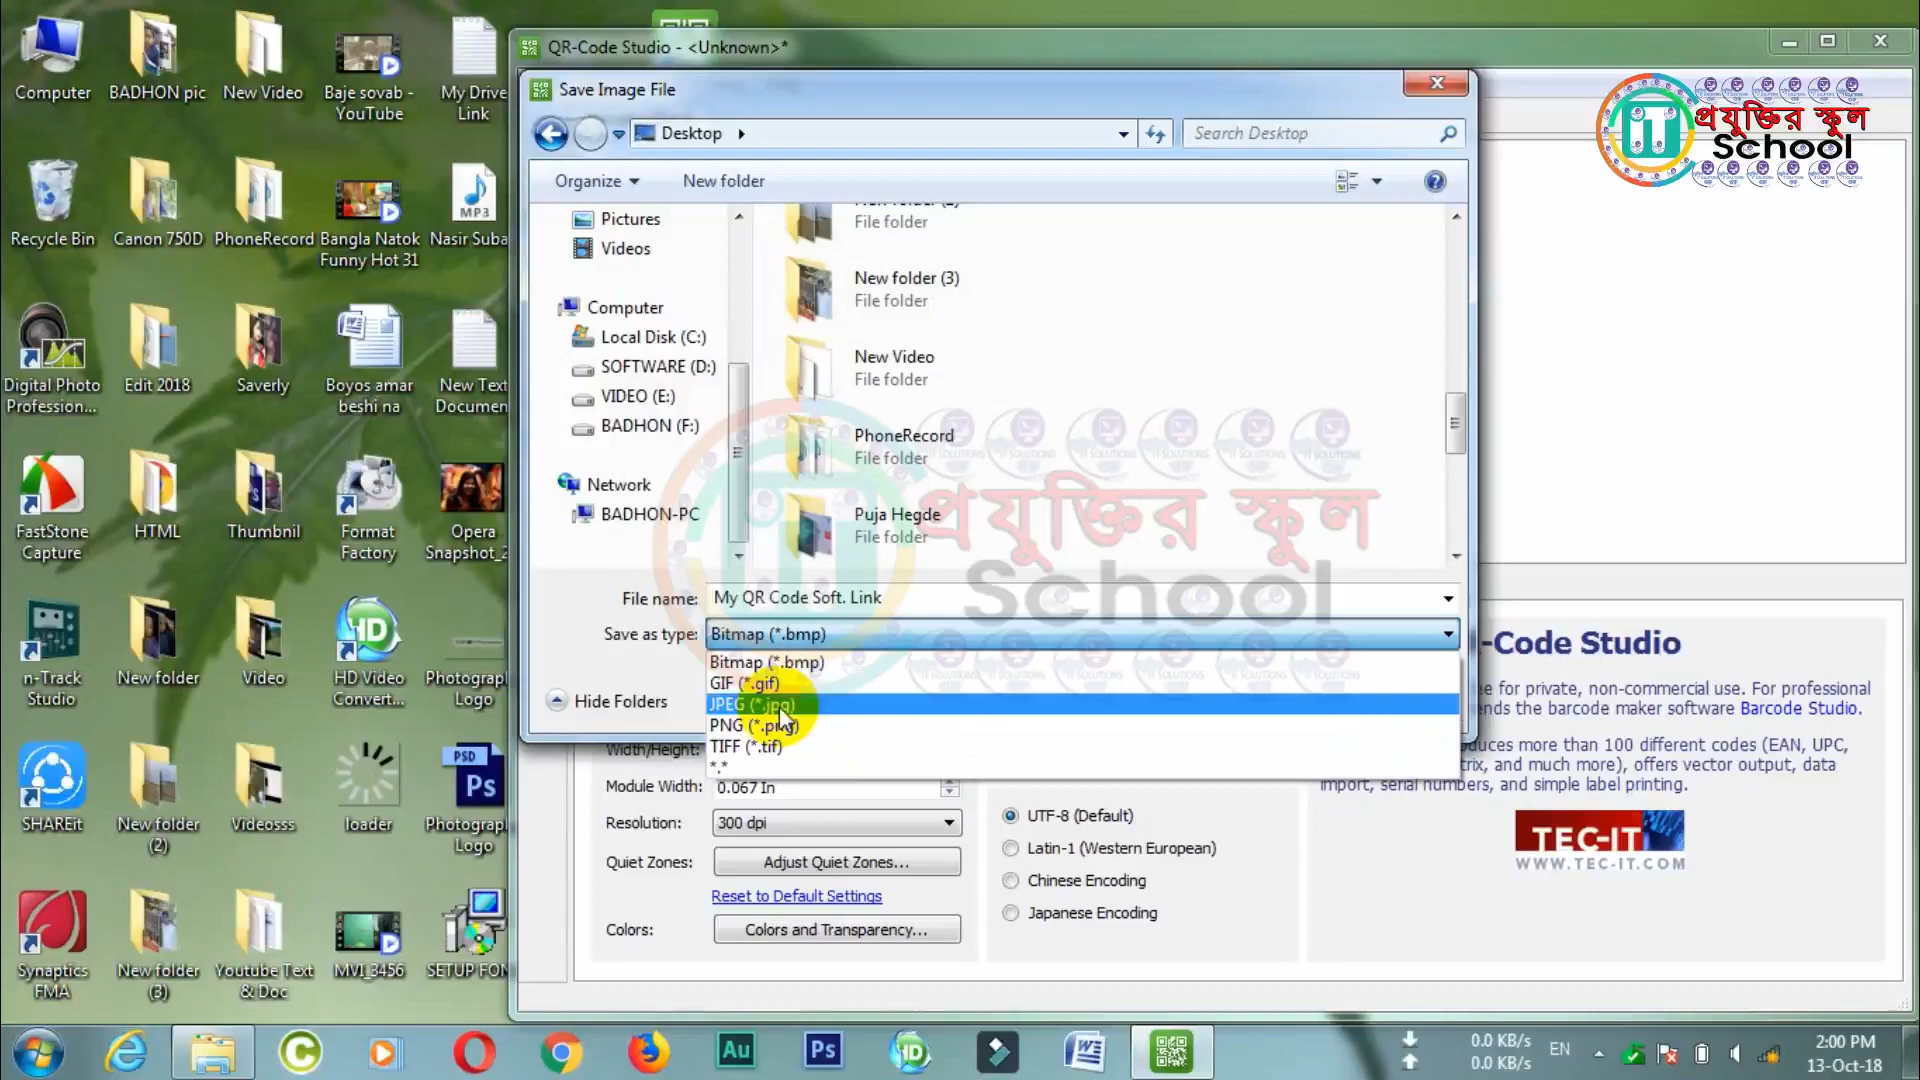 QR-Code Studio - <Unknown>*
Save Image File
Desktop
Search Desktop
Organize
New folder
Pictures
Videos
Computer
Local Disk (C:)
SOFTWARE (D:)
VIDEO (E:)
BADHON (F:)
Network
BADHON-PC
File folder
New folder (3)
File folder
New Video
File folder
PhoneRecord
File folder
Puja Hegde
File folder
File name: My QR Code Soft. Link
Save as type: Bitmap (*.bmp)
Bitmap (*.bmp)
GIF (*.gif)
JPEG (*.jpg)
PNG (*.png)
TIFF (*.tif)
*.*
Hide Folders
প্রযুক্তির স্কুল
School
প্রযুক্তির স্কুল
School
Computer
BADHON pic
New Video
Baje sovab -
YouTube
My Drive
Link
Recycle Bin
Canon 750D
PhoneRecord
Bangla Natok
Funny Hot 31
MP3
Nasir Suba
Digital Photo
Profession...
Edit 2018
Saverly
Boyos amar
beshi na
New Text
Documen
FastStone
Capture
HTML
Thumbnil
Format
Factory
Opera
Snapshot_2
n-Track
Studio
New folder
Video
HD Video
Convert...
Photograp
Logo
SHAREit
New folder
(2)
Videosss
loader
PSD
Ps
Photograp
Logo
Synaptics
FMA
New folder
(3)
Youtube Text
& Doc
MVI_3456
SETUP FON
Width/Height:
Module Width: 0.067 In
Resolution: 300 dpi
Quiet Zones: Adjust Quiet Zones...
Reset to Default Settings
Colors: Colors and Transparency...
UTF-8 (Default)
Latin-1 (Western European)
Chinese Encoding
Japanese Encoding
-Code Studio
e for private, non-commercial use. For professional
nds the barcode maker software Barcode Studio.
duces more than 100 different codes (EAN, UPC,
trix, and much more), offers vector output, data
import, serial numbers, and simple label printing.
TEC-IT
WWW.TEC-IT.COM
Au
Ps
HD
0.0 KB/s
0.0 KB/s
EN
2:00 PM
13-Oct-18